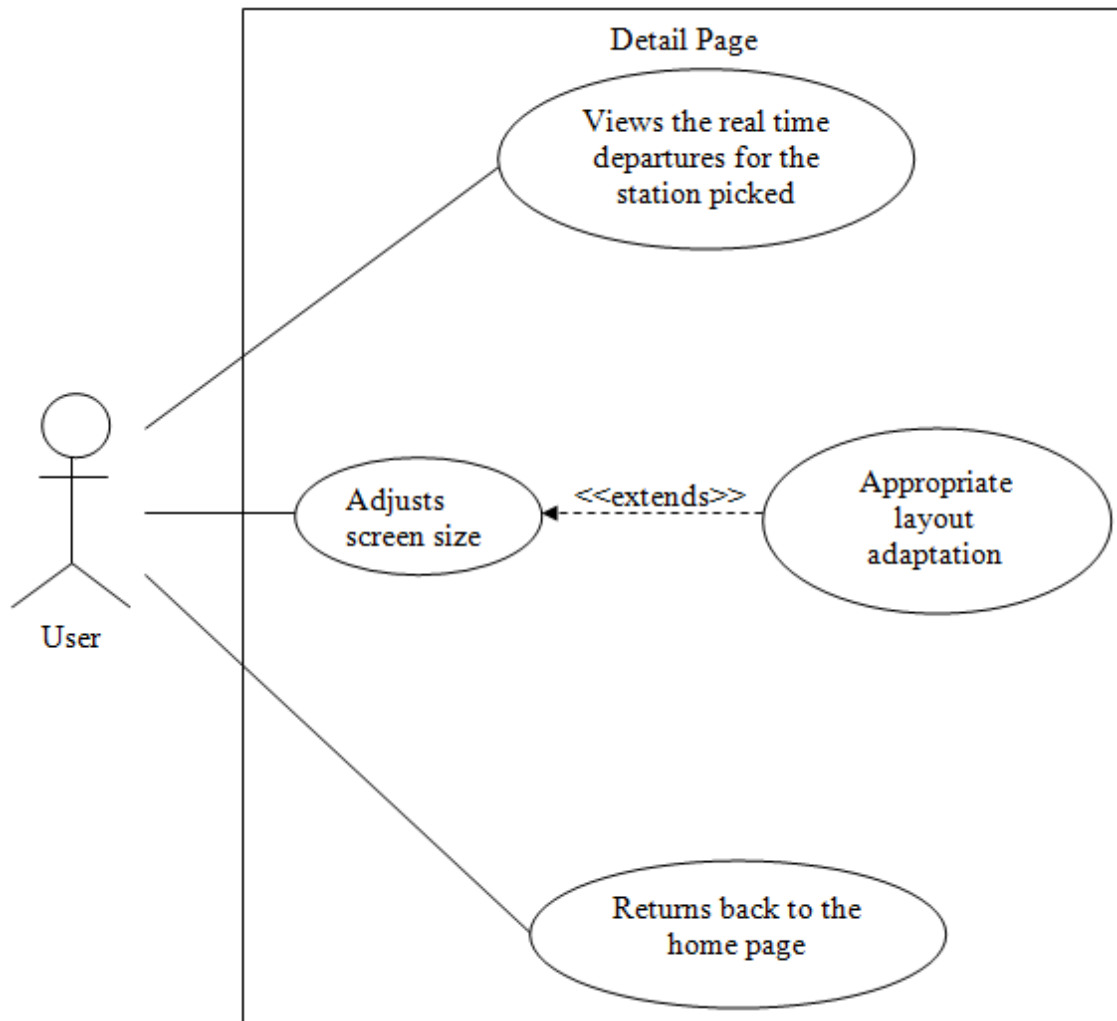 Detail Page
Views the real time
departures for the
station picked
Adjusts
screen size
<<extends>>
Appropriate
layout
adaptation
User
Returns back to the
home page